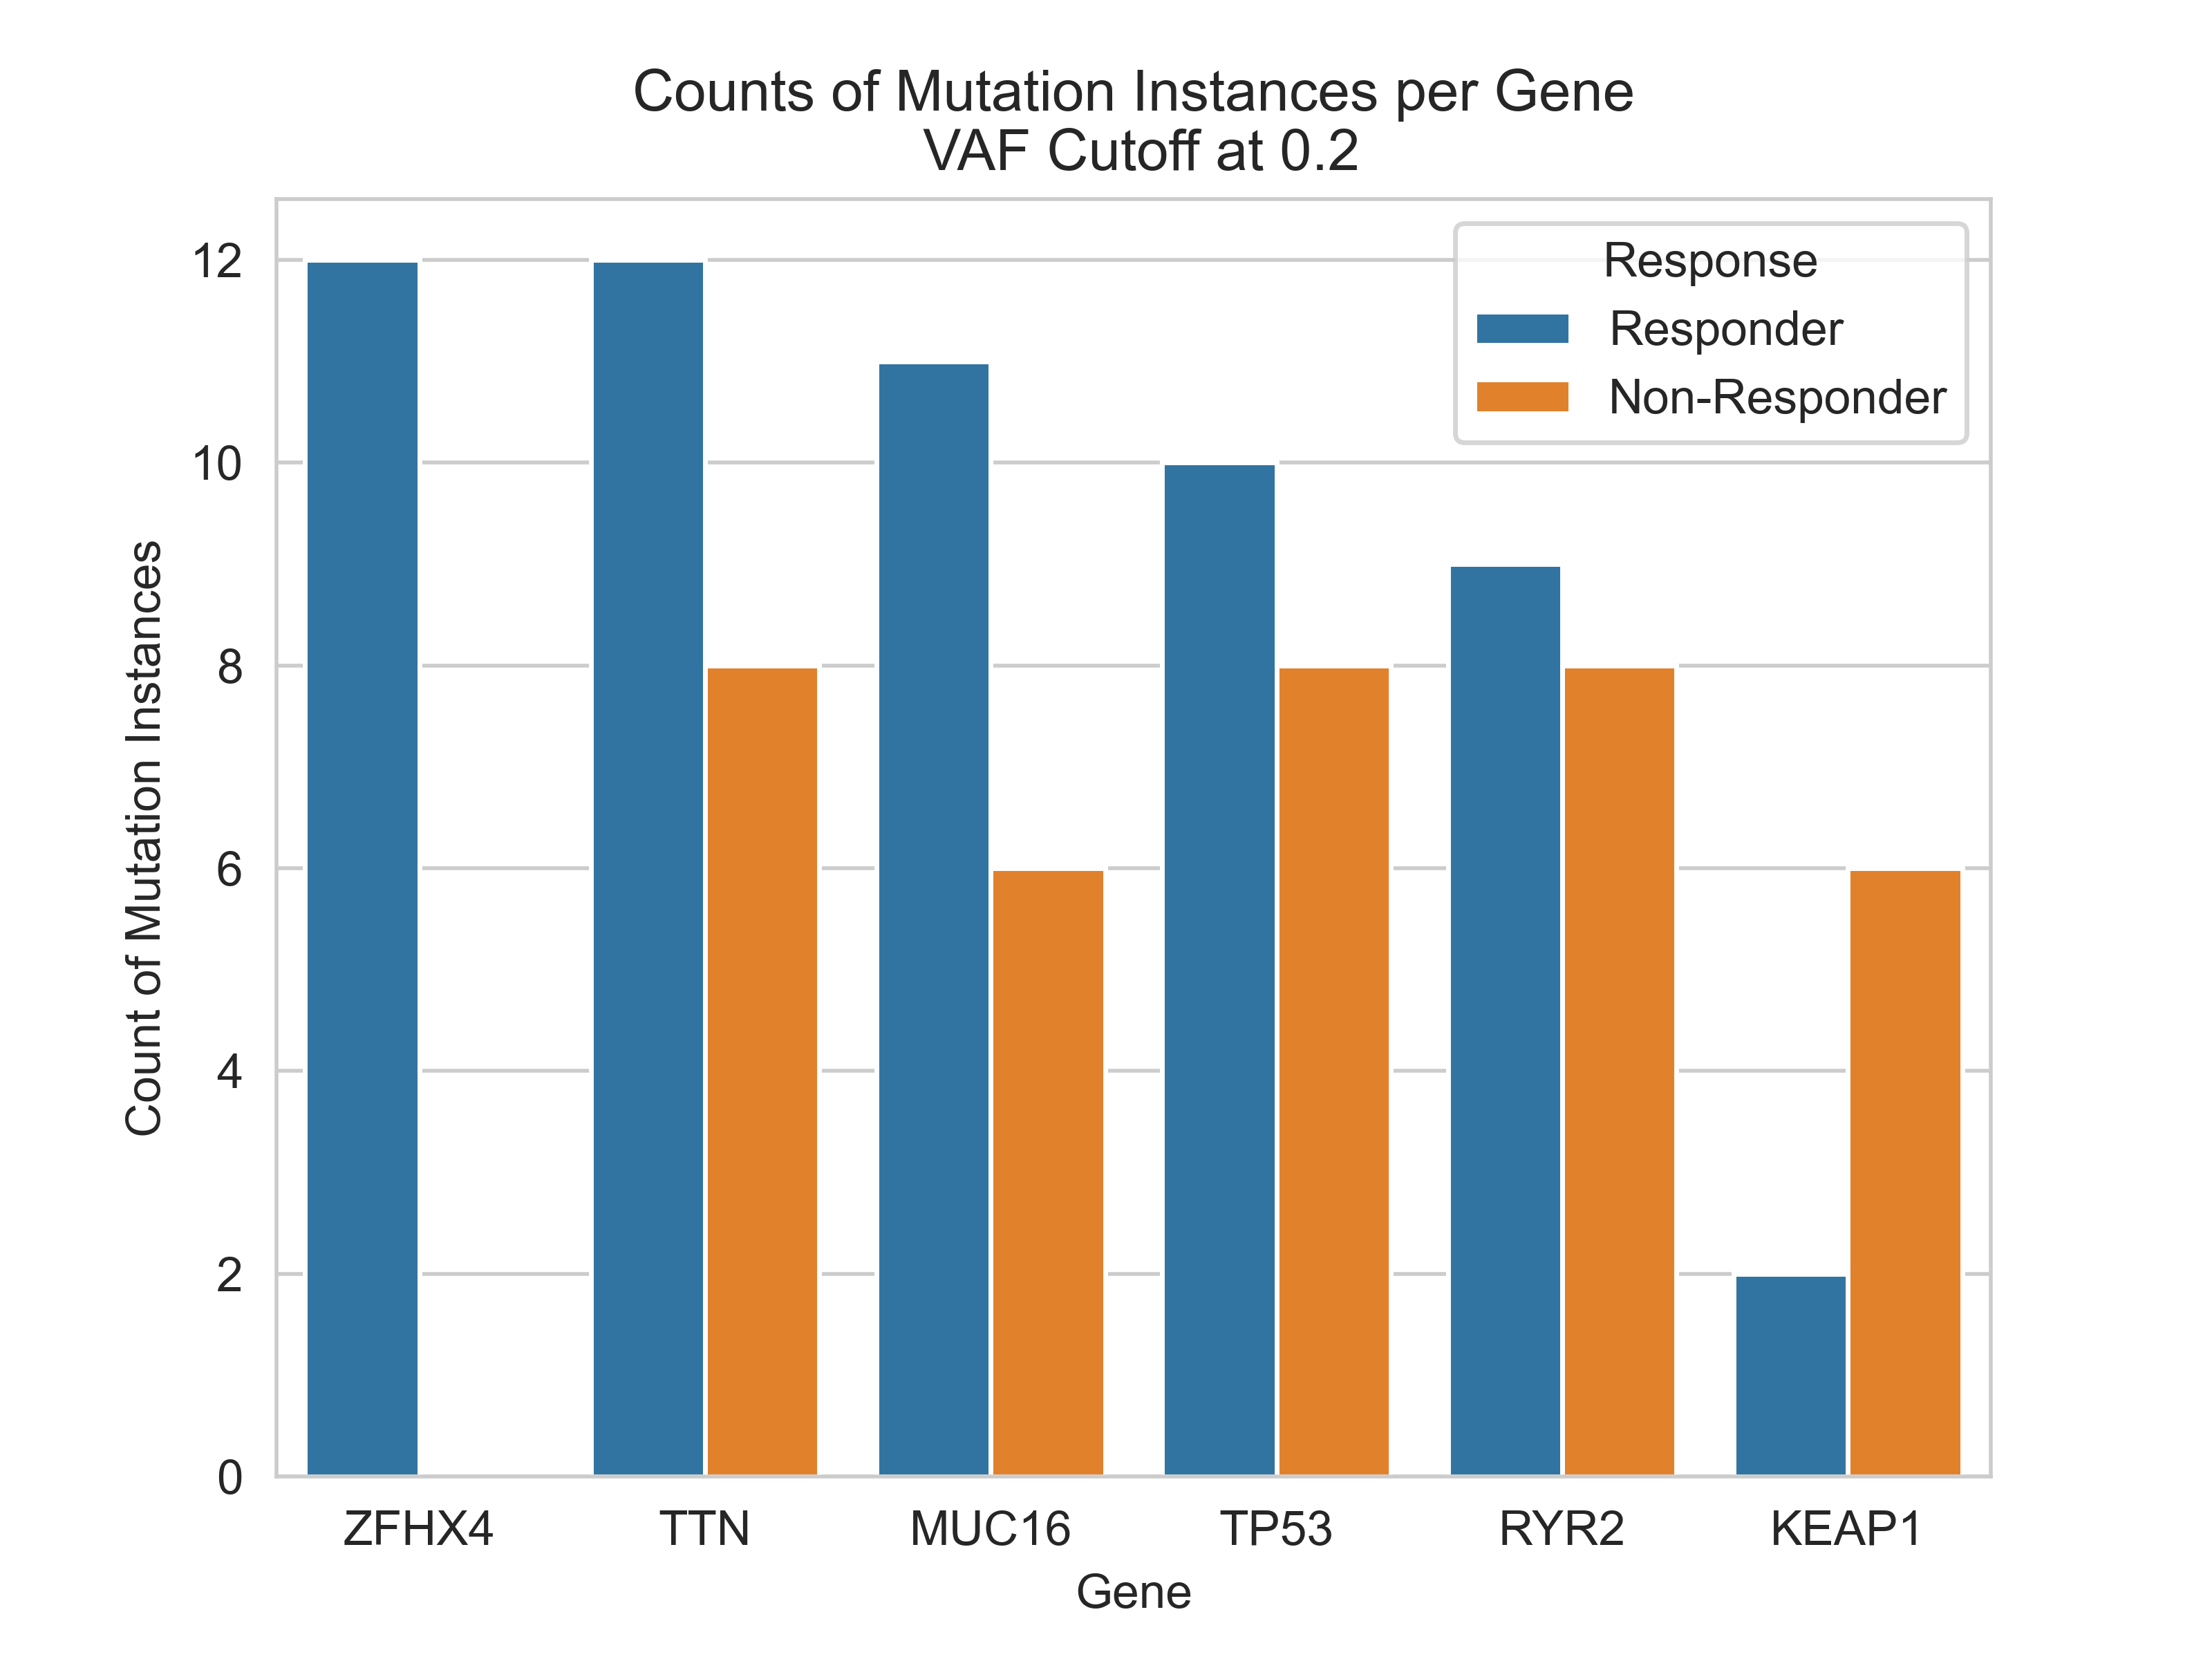 Counts of Mutation Instances per Gene
VAF Cutoff at 0.2
Response
Responder
Non-Responder
Count of Mutation Instances
12
10
8
6
4
2
0
ZFHX4 TTN MUC16 TP53 RYR2 KEAP1
Gene